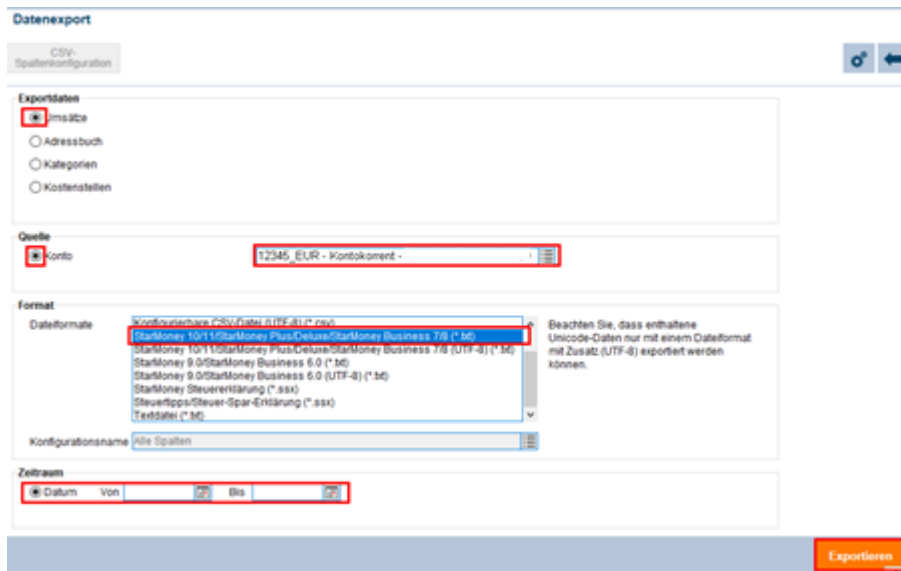 Datenexport
CSV-
Spaltenkonfiguration
Exportdaten
Umsätze
Adressbuch
Kategorien
Kostenstellen
Quelle
Konto
12345_EUR - Kontokorrent -
Format
Dateiformate
Konfigurierbare CSV-Datei (UTF-8) (*.csv)
StarMoney 10/11/StarMoney Plus/Deluxe/StarMoney Business 7/8 (*.txt)
StarMoney 10/11/StarMoney Plus/Deluxe/StarMoney Business 7/8 (UTF-8) (*.txt)
StarMoney 9.0/StarMoney Business 6.0 (*.txt)
StarMoney 9.0/StarMoney Business 6.0 (UTF-8) (*.txt)
StarMoney Steuererklärung (*.ssx)
Steuertipps/Steuer-Spar-Erklärung (*.ssx)
Textdatei (*.txt)
Beachten Sie, dass enthaltene
Unicode-Daten nur mit einem Dateiformat
mit Zusatz (UTF-8) exportiert werden
können.
Konfigurationsname Alle Spalten
Zeitraum
Datum Von Bis
Exportieren